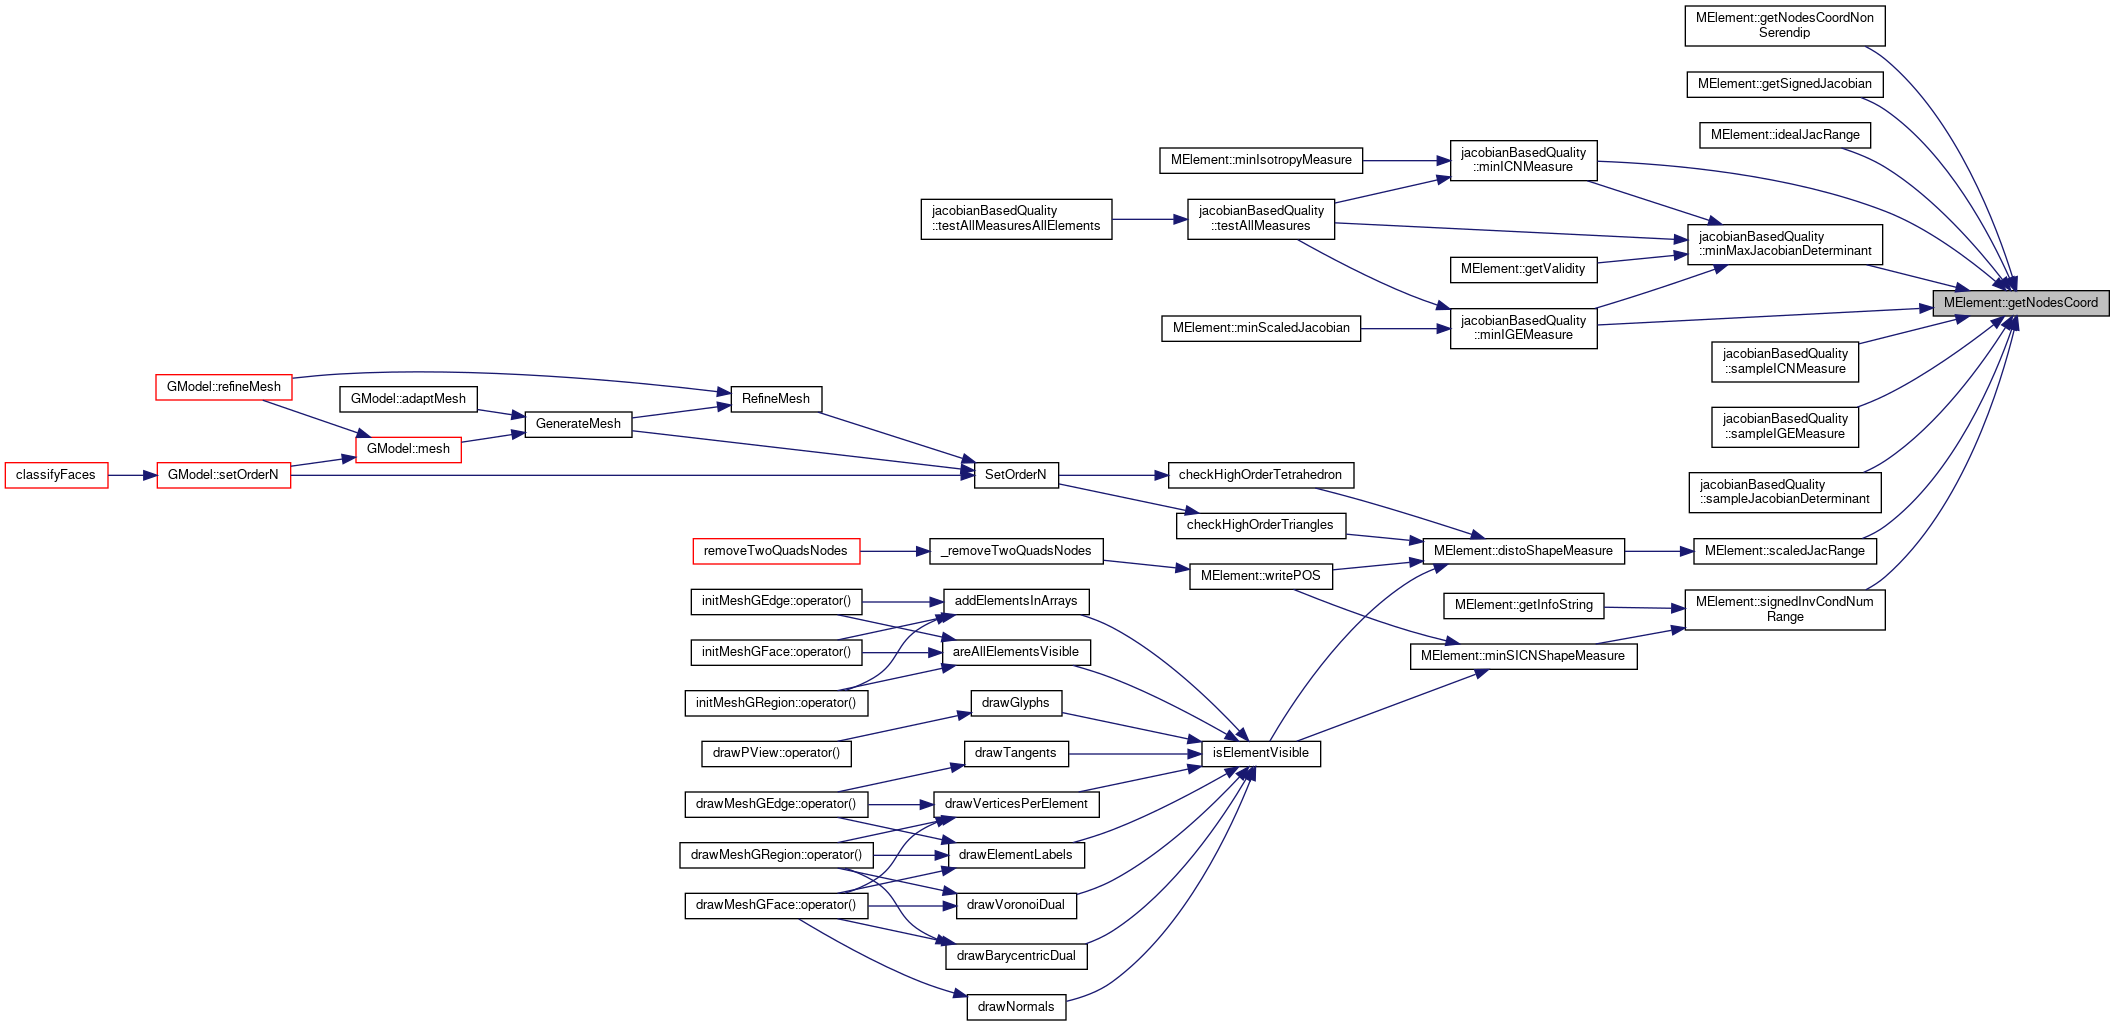 MElement::getNodesCoordNon
Serendip
MElement::getSignedJacobian
MElement::idealJacRange
jacobianBasedQuality
::minICNMeasure
MElement::minIsotropyMeasure
jacobianBasedQuality
::testAllMeasuresAllElements
jacobianBasedQuality
::testAllMeasures
jacobianBasedQuality
::minMaxJacobianDeterminant
MElement::getValidity
MElement::getNodesCoord
MElement::minScaledJacobian
jacobianBasedQuality
::minIGEMeasure
jacobianBasedQuality
::sampleICNMeasure
GModel::refineMesh
GModel::adaptMesh
RefineMesh
GenerateMesh
jacobianBasedQuality
::sampleIGEMeasure
GModel::mesh
classifyFaces
GModel::setOrderN
SetOrderN
checkHighOrderTetrahedron
jacobianBasedQuality
::sampleJacobianDeterminant
checkHighOrderTriangles
removeTwoQuadsNodes
_removeTwoQuadsNodes
MElement::distoShapeMeasure
MElement::scaledJacRange
MElement::writePOS
initMeshGEdge::operator()
addElementsInArrays
MElement::getInfoString
MElement::signedInvCondNum
Range
initMeshGFace::operator()
areAllElementsVisible
MElement::minSICNShapeMeasure
initMeshGRegion::operator()
drawGlyphs
drawPView::operator()
drawTangents
isElementVisible
drawMeshGEdge::operator()
drawVerticesPerElement
drawMeshGRegion::operator()
drawElementLabels
drawMeshGFace::operator()
drawVoronoiDual
drawBarycentricDual
drawNormals